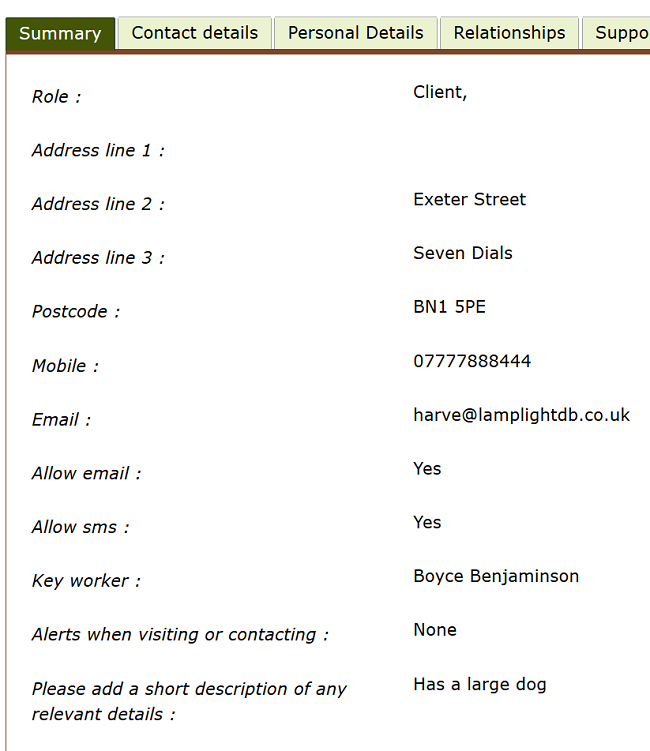 Summary Contact details Personal Details Relationships Suppo
Role : Client,
Address line 1 :
Address line 2 : Exeter Street
Address line 3 : Seven Dials
Postcode : BN1 5PE
Mobile : 07777888444
Email : harve@lamplightdb.co.uk
Allow email : Yes
Allow sms : Yes
Key worker : Boyce Benjaminson
Alerts when visiting or contacting : None
Please add a short description of any Has a large dog
relevant details :